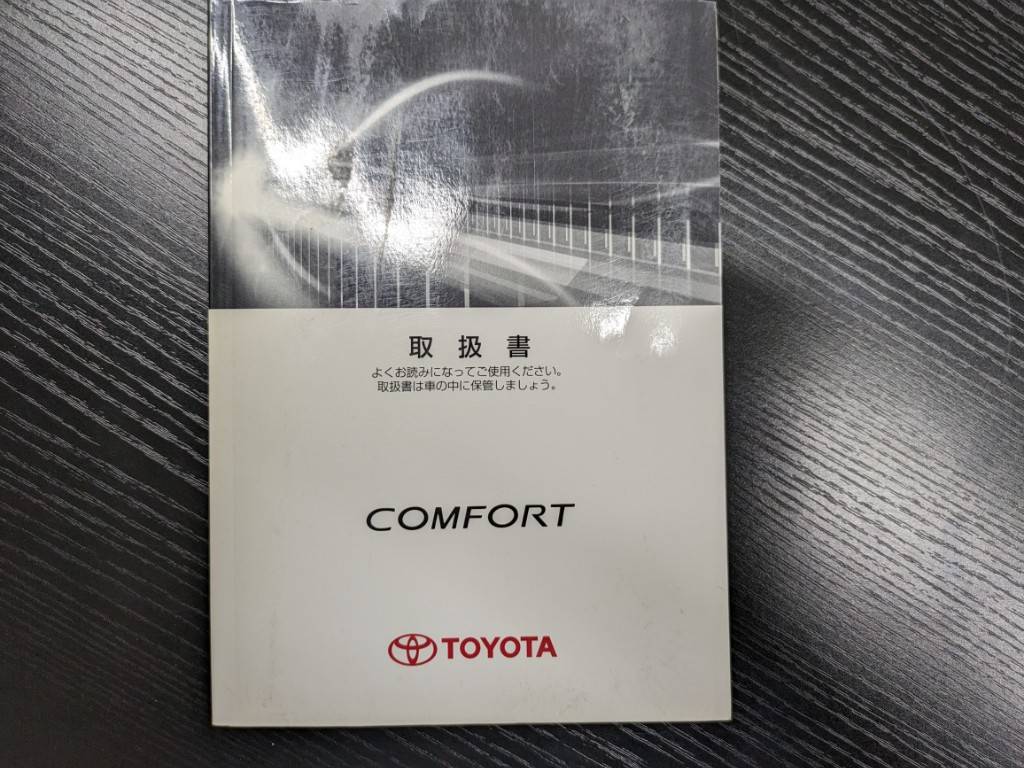 取扱書
よくお読みになってご使用ください。
取扱書は車の中に保管しましょう。
COMFORT
TOYOTA